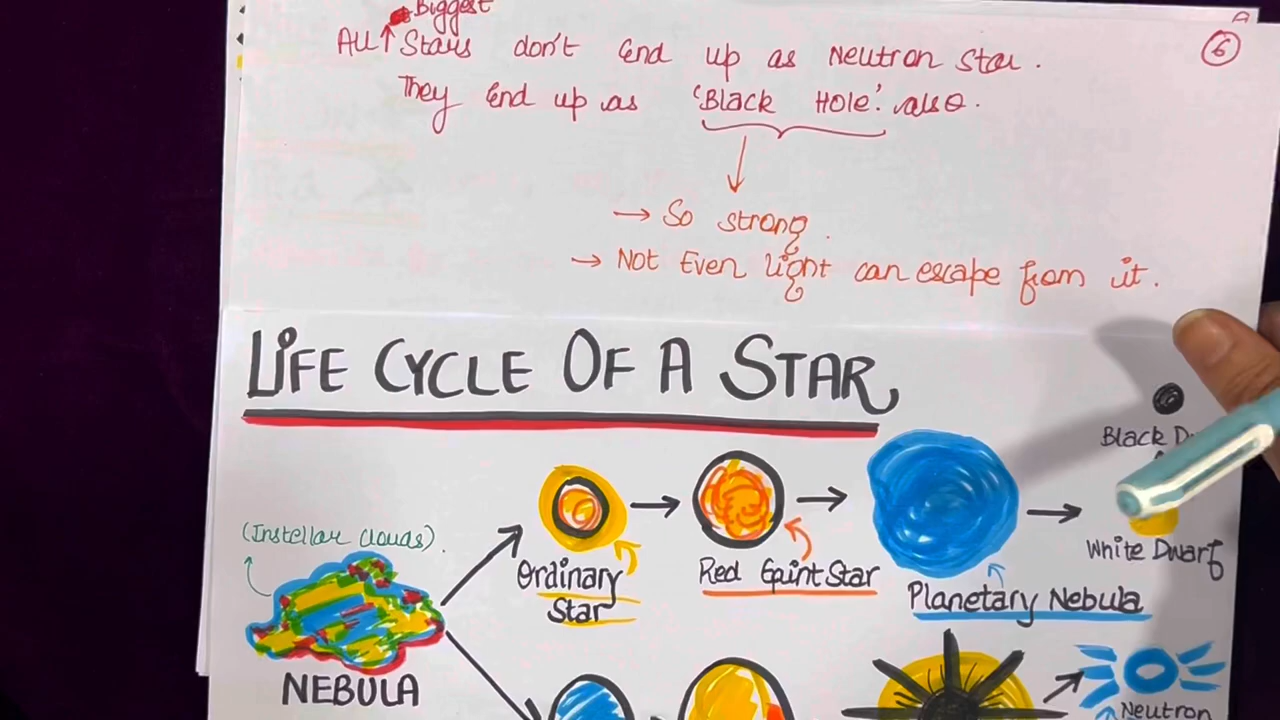 Biggest
All Stars don't End up as Neutron Star.
They End up as 'Black Hole'. also.
6
→ So strong.
→ Not Even light can escape from it.
LIFE CYCLE OF A STAR
Black D
(Instellar Clouds).
Ordinary
Star
Red Gaint Star
Planetary Nebula
White Dwarf
NEBULA
Neutron